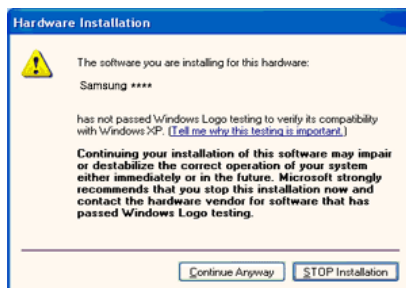 Hardware Installation
The software you are installing for this hardware:
Samsung ****
has not passed Windows Logo testing to verify its compatibility
with Windows XP. (Tell me why this testing is important.)
Continuing your installation of this software may impair
or destabilize the correct operation of your system
either immediately or in the future. Microsoft strongly
recommends that you stop this installation now and
contact the hardware vendor for software that has
passed Windows Logo testing.
Continue Anyway
STOP Installation